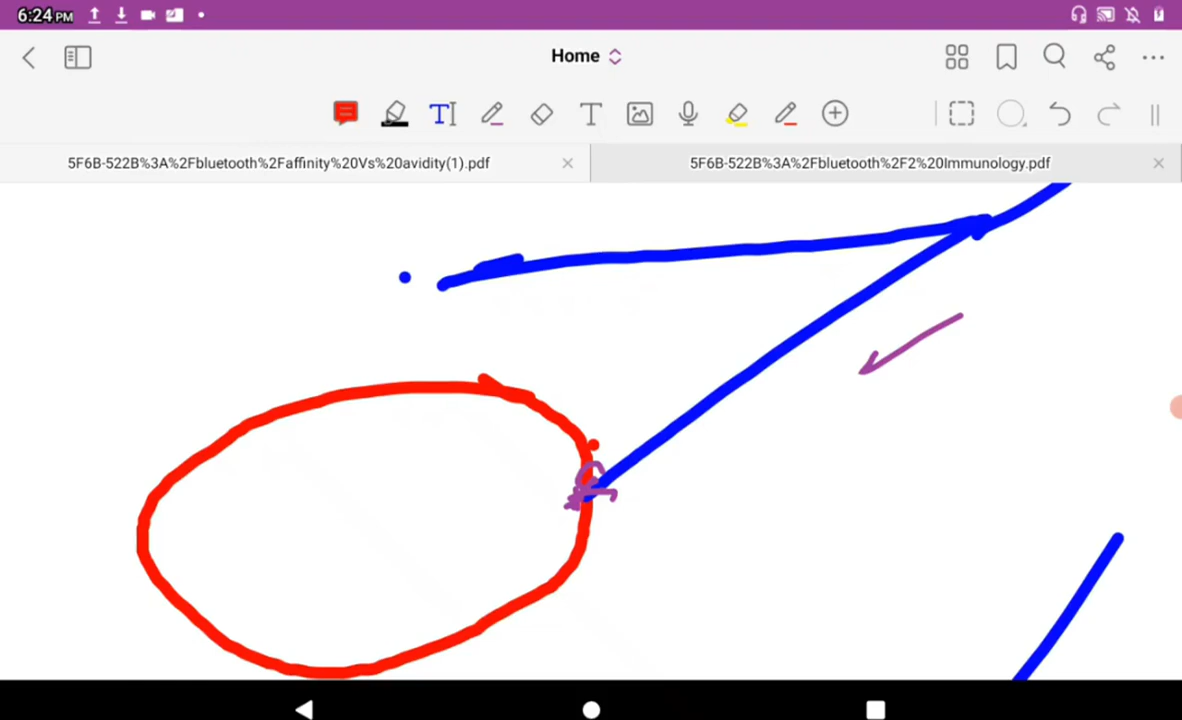 6:24 PM
Home
5F6B-522B%3A%2Fbluetooth%2Faffinity%20Vs%20avidity(1).pdf
5F6B-522B%3A%2Fbluetooth%2F2%20Immunology.pdf